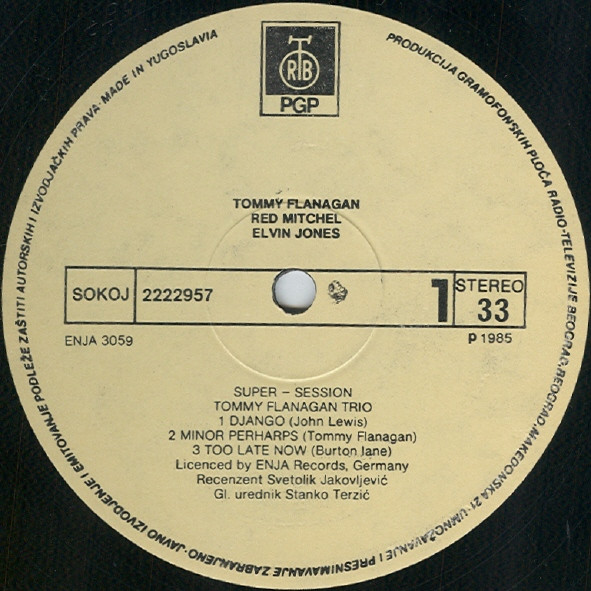 PRODUKCIJA GRAMOFONSKIH PLOČA RADIO-TELEVIZIJE BEOGRAD, BEOGRAD, MAKEDONSKA 21·UMNOŽAVANJE I PRESNIMAVANJE ZABRANJENO·JAVNO IZVODJENJE I EMITOVANJE PODLEŽE ZAŠTITI AUTORSKIH I IZVODJAČKIH PRAVA·MADE IN YUGOSLAVIA
RTB
PGP
TOMMY FLANAGAN
RED MITCHEL
ELVIN JONES
SOKOJ 2222957 1 STEREO 33
ENJA 3059 P 1985
SUPER – SESSION
TOMMY FLANAGAN TRIO
1 DJANGO (John Lewis)
2 MINOR PERHARPS (Tommy Flanagan)
3 TOO LATE NOW (Burton lane)
Licenced by ENJA Records, Germany
Recenzent Svetolik Jakovljević
Gl. urednik Stanko Terzić